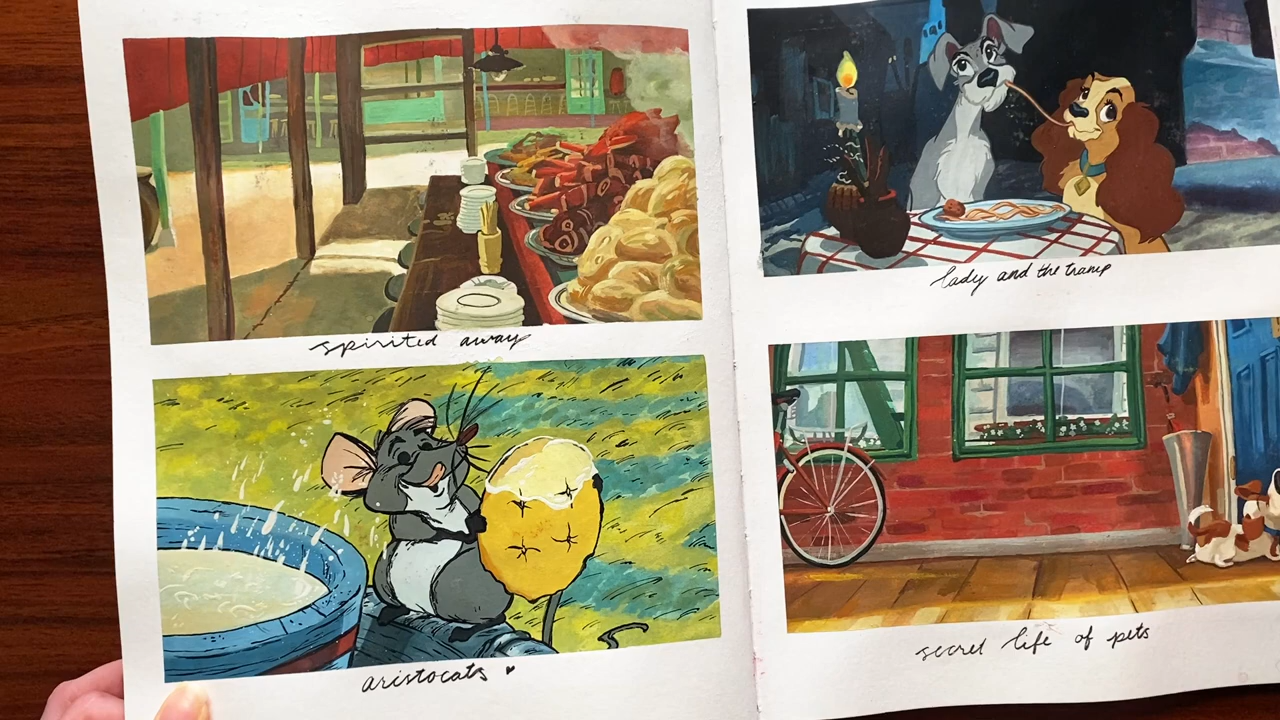 spirited away
aristocats ♥
lady and the tramp
secret life of pets